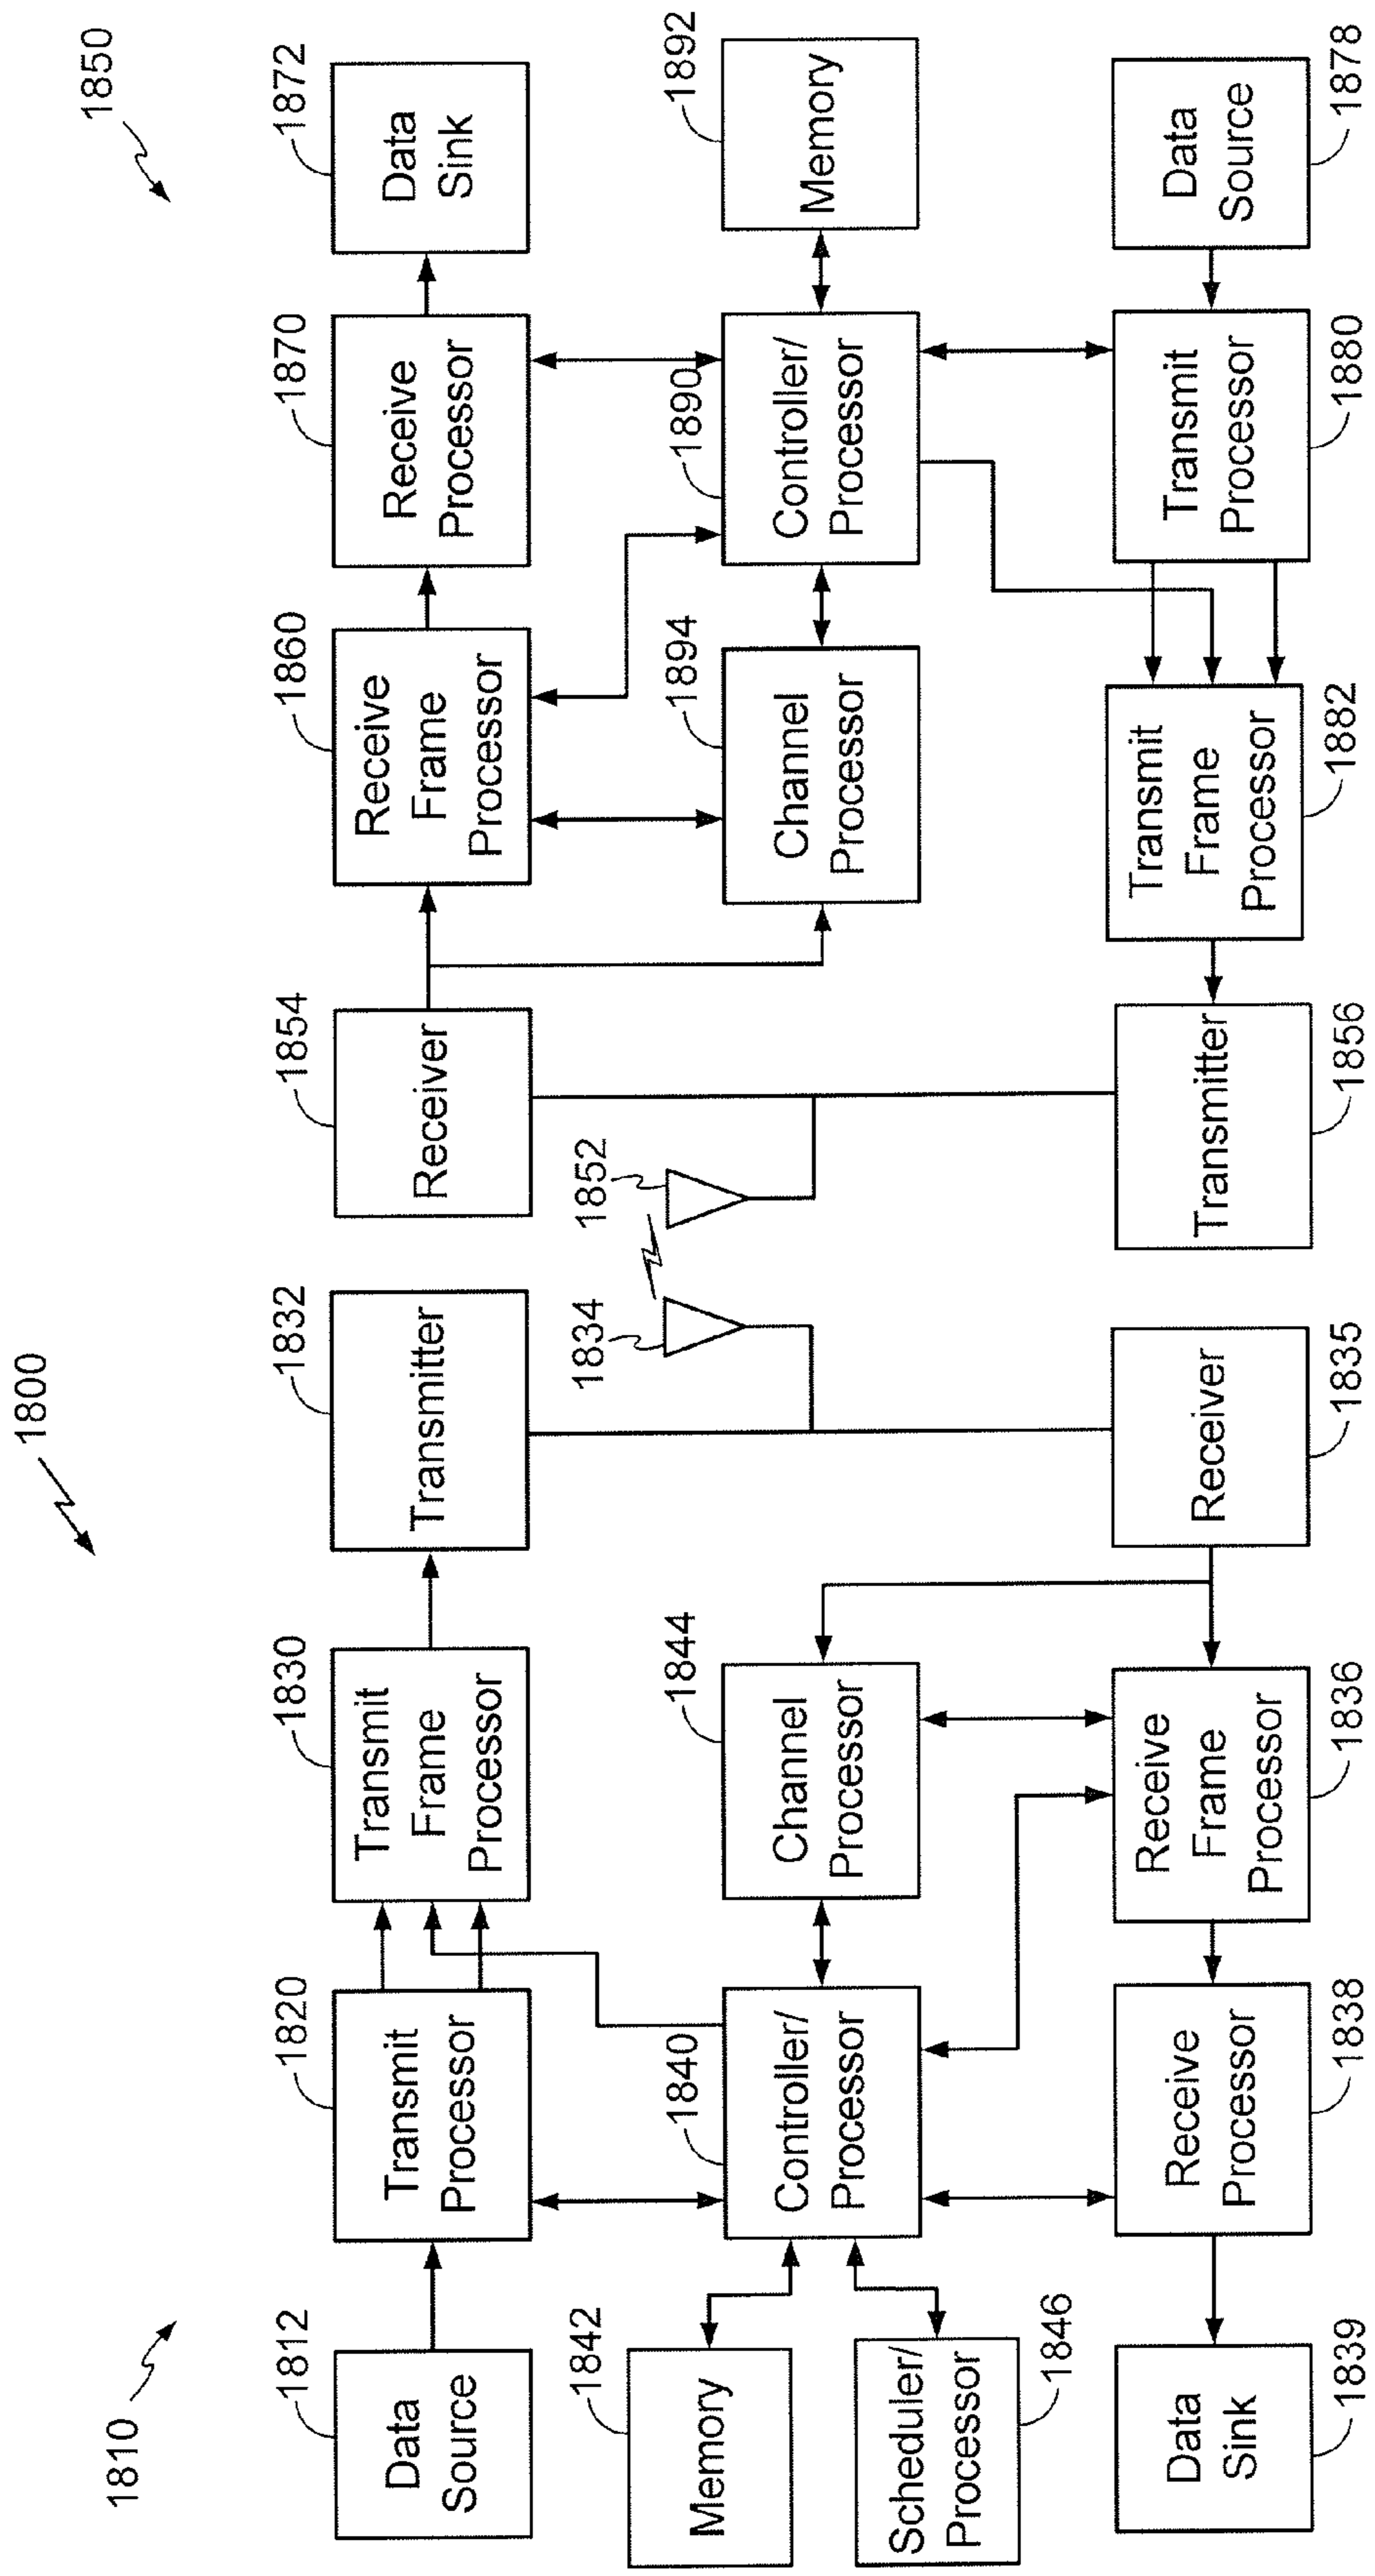 1800
1810
1850
1812
Data
Source
1820
Transmit
Processor
1830
Transmit
Frame
Processor
1832
Transmitter
1854
Receiver
1860
Receive
Frame
Processor
1870
Receive
Processor
1872
Data
Sink
1834
1852
1842
Memory
1840
Controller/
Processor
1844
Channel
Processor
1894
Channel
Processor
1890
Controller/
Processor
1892
Memory
Scheduler/
Processor
1846
Data
Sink
1839
Receive
Processor
1838
Receive
Frame
Processor
1836
Receiver
1835
Transmitter
1856
Transmit
Frame
Processor
1882
Transmit
Processor
1880
Data
Source
1878